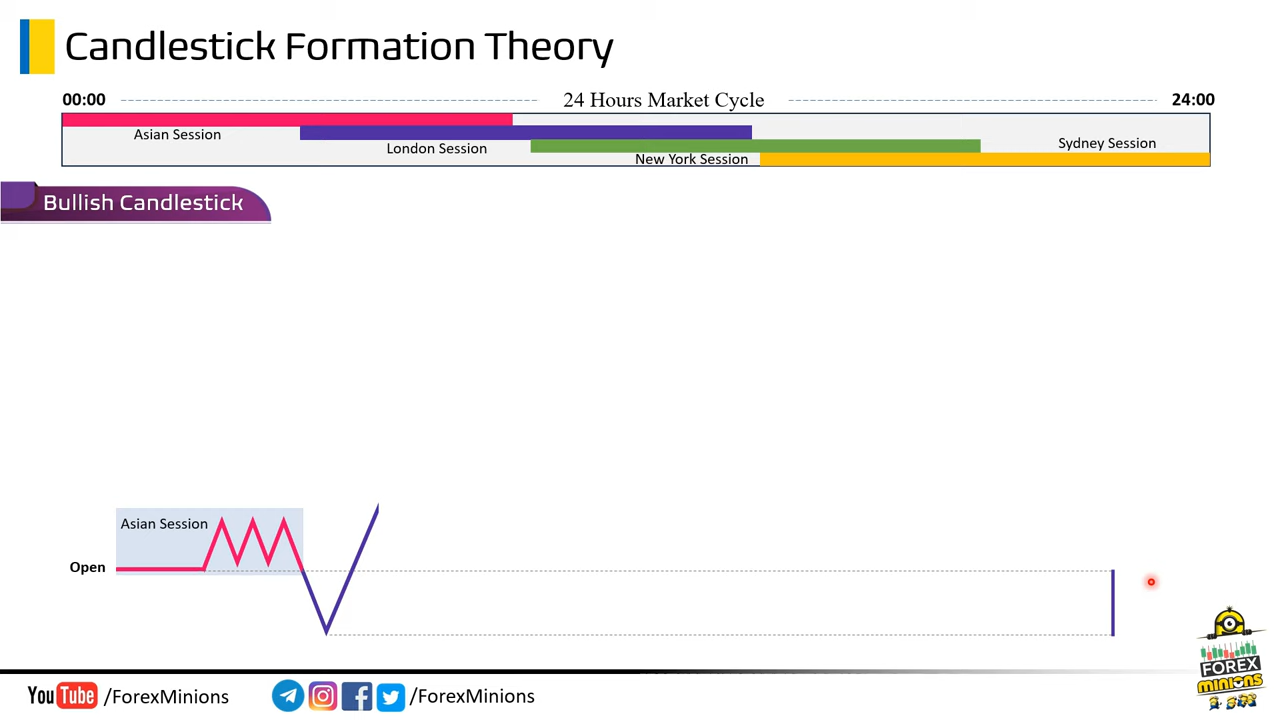 Candlestick Formation Theory
00:00 24 Hours Market Cycle 24:00
Asian Session
London Session
New York Session
Sydney Session
Bullish Candlestick
Asian Session
Open
YouTube /ForexMinions /ForexMinions
FOREX
minions